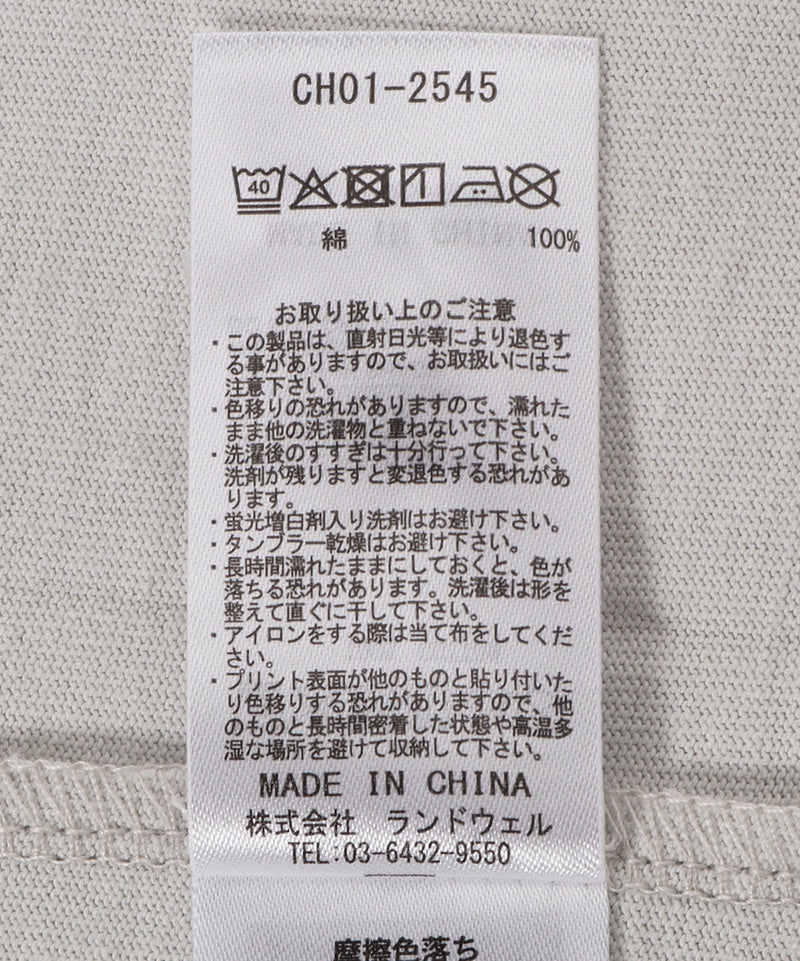 CH01-2545
40
綿 100%
お取り扱い上のご注意
・この製品は、直射日光等により退色す
る事がありますので、お取扱いにはご
注意下さい。
・色移りの恐れがありますので、濡れた
まま他の洗濯物と重ねないで下さい。
・洗濯後のすすぎは十分行って下さい。
洗剤が残りますと変退色する恐れがあ
ります。
・蛍光増白剤入り洗剤はお避け下さい。
・タンブラー乾燥はお避け下さい。
・長時間濡れたままにしておくと、色が
落ちる恐れがあります。洗濯後は形を
整えて直ぐに干して下さい。
・アイロンをする際は当て布をしてくだ
さい。
・プリント表面が他のものと貼り付いた
り色移りする恐れがありますので、他
のものと長時間密着した状態や高温多
湿な場所を避けて収納して下さい。
MADE IN CHINA
株式会社 ランドウェル
TEL:03-6432-9550
摩擦色落ち